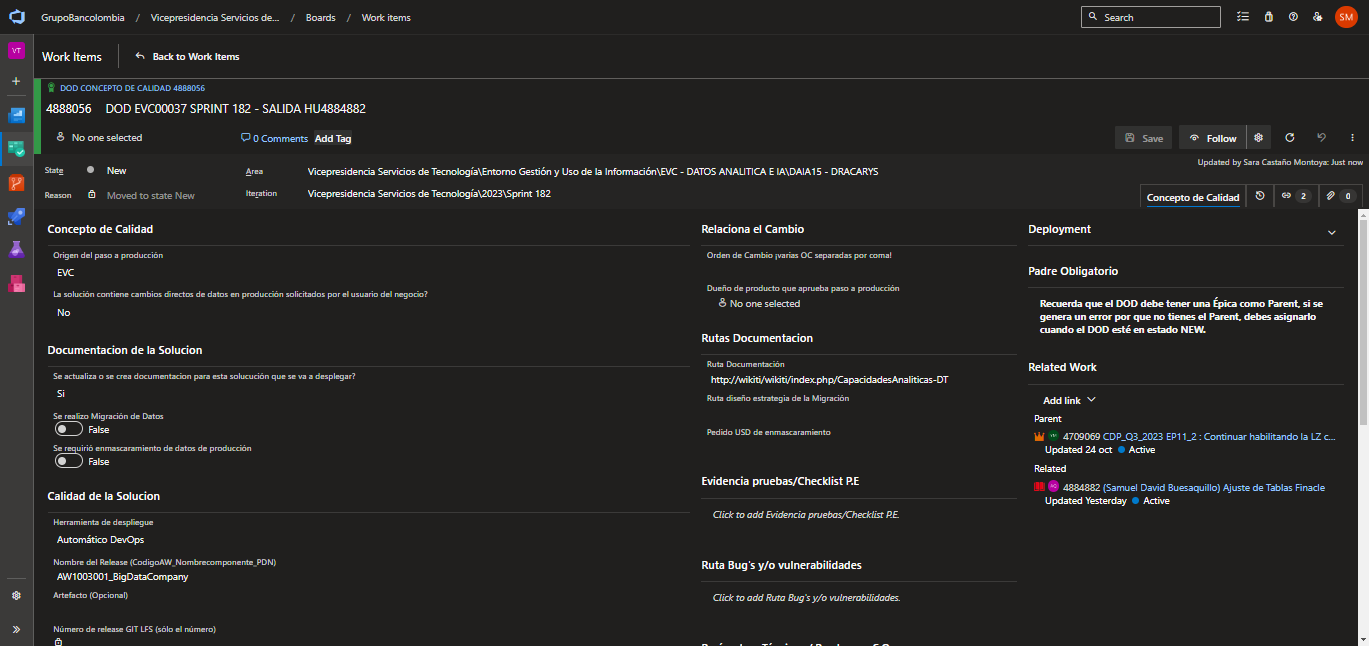 GrupoBancolombia / Vicepresidencia Servicios de... / Boards / Work items
Search
SM
VT
Work Items
Back to Work Items
DOD CONCEPTO DE CALIDAD 4888056
4888056 DOD EVC00037 SPRINT 182 - SALIDA HU4884882
No one selected
0 Comments
Add Tag
Save
Follow
Updated by Sara Castaño Montoya: Just now
State
New
Area
Vicepresidencia Servicios de Tecnología\Entorno Gestión y Uso de la Información\EVC - DATOS ANALITICA E IA\DAIA15 - DRACARYS
Reason
Moved to state New
Iteration
Vicepresidencia Servicios de Tecnología\2023\Sprint 182
Concepto de Calidad
2
0
Concepto de Calidad
Origen del paso a producción
EVC
La solución contiene cambios directos de datos en producción solicitados por el usuario del negocio?
No
Documentacion de la Solucion
Se actualiza o se crea documentacion para esta solucución que se va a desplegar?
Si
Se realizo Migración de Datos
False
Se requirió enmascaramiento de datos de producción
False
Calidad de la Solucion
Herramienta de despliegue
Automático DevOps
Nombre del Release (CodigoAW_Nombrecomponente_PDN)
AW1003001_BigDataCompany
Artefacto (Opcional)
Número de release GIT LFS (sólo el número)
Relaciona el Cambio
Orden de Cambio ¡varias OC separadas por coma!
Dueño de producto que aprueba paso a producción
No one selected
Rutas Documentacion
Ruta Documentación
http://wikiti/wikiti/index.php/CapacidadesAnaliticas-DT
Ruta diseño estrategia de la Migración
Pedido USD de enmascaramiento
Evidencia pruebas/Checklist P.E
Click to add Evidencia pruebas/Checklist P.E.
Ruta Bug's y/o vulnerabilidades
Click to add Ruta Bug's y/o vulnerabilidades.
Deployment
Padre Obligatorio
Recuerda que el DOD debe tener una Épica como Parent, si se
genera un error por que no tienes el Parent, debes asignarlo
cuando el DOD esté en estado NEW.
Related Work
Add link
Parent
4709069 CDP_Q3_2023 EP11_2 : Continuar habilitando la LZ c...
Updated 24 oct Active
Related
4884882 (Samuel David Buesaquillo) Ajuste de Tablas Finacle
Updated Yesterday Active